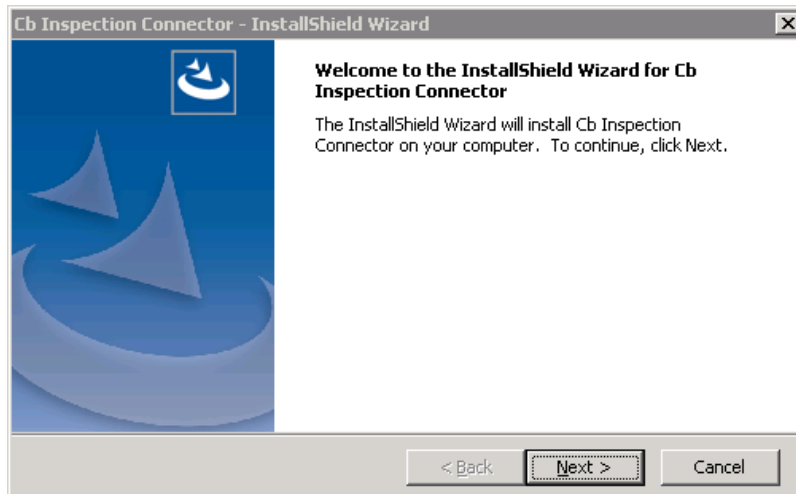 Cb Inspection Connector - InstallShield Wizard
Welcome to the InstallShield Wizard for Cb
Inspection Connector
The InstallShield Wizard will install Cb Inspection
Connector on your computer.  To continue, click Next.
< Back
Next >
Cancel